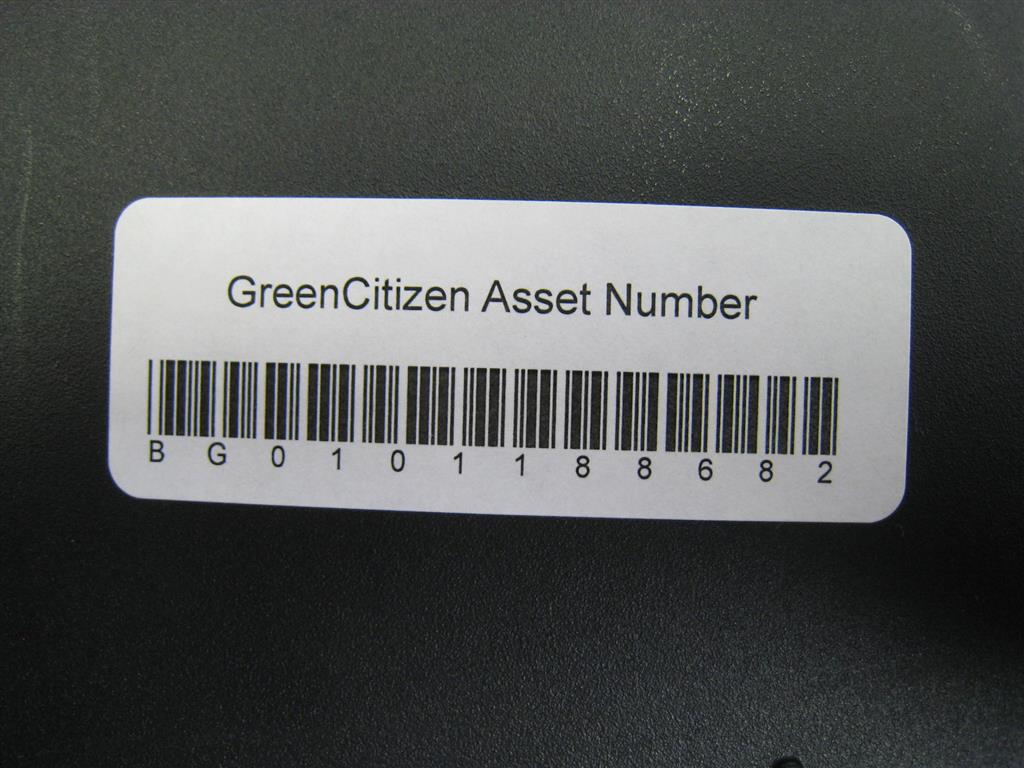 GreenCitizen Asset Number
B G 0 1 0 1 1 8 8 6 8 2